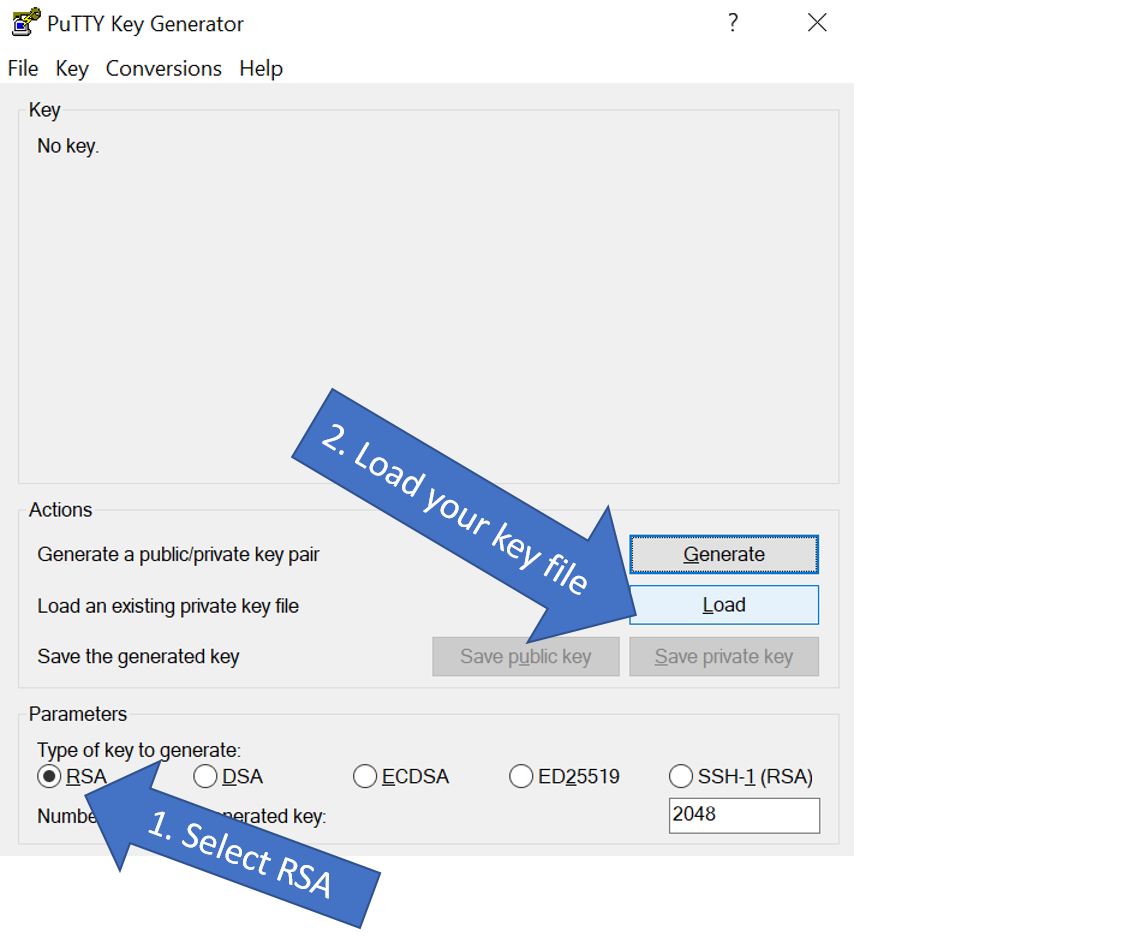 PuTTY Key Generator ?
File Key Conversions Help
Key
No key.
2. Load your key file
Actions
Generate a public/private key pair
Generate
Load an existing private key file
Load
Save the generated key
Save public key
Save private key
Parameters
Type of key to generate:
RSA DSA ECDSA ED25519 SSH-1 (RSA)
Numbe nerated key:
2048
1. Select RSA